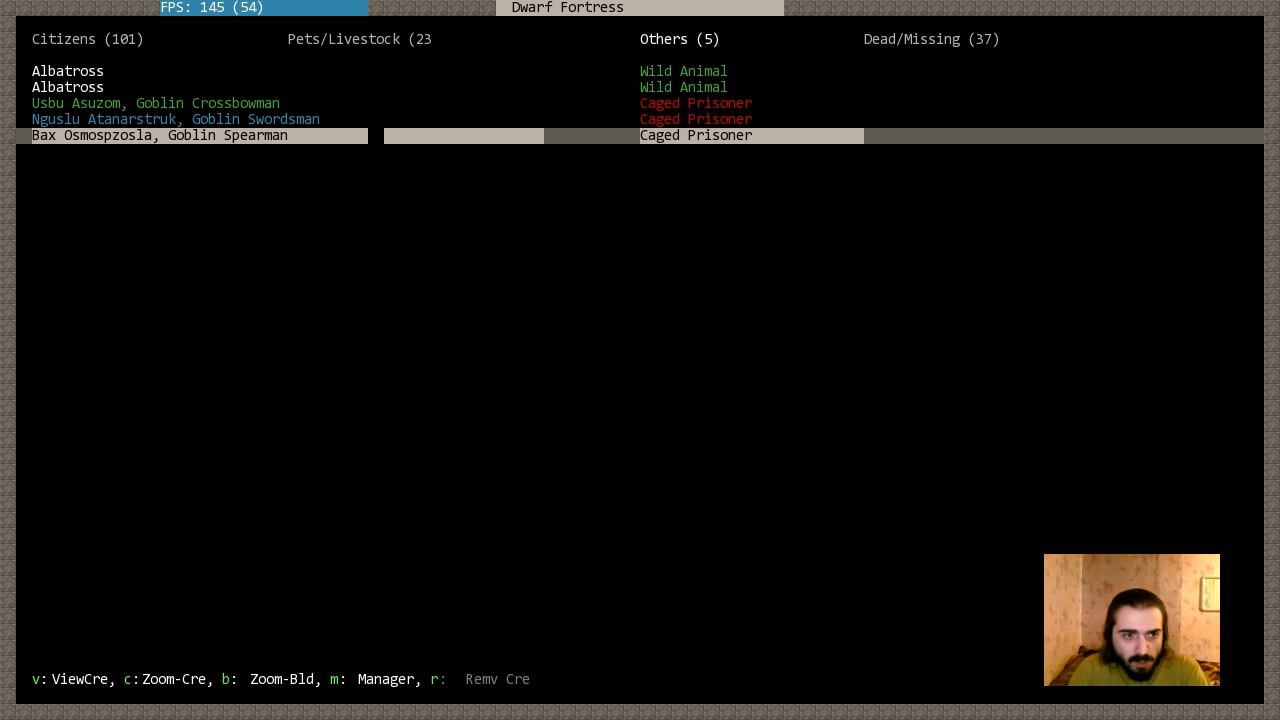 FPS: 145 (54) Dwarf Fortress
Citizens (101) Pets/Livestock (23 Others (5) Dead/Missing (37)
Albatross Wild Animal
Albatross Wild Animal
Usbu Asuzom, Goblin Crossbowman Caged Prisoner
Nguslu Atanarstruk, Goblin Swordsman Caged Prisoner
Bax Osmospzosla, Goblin Spearman Caged Prisoner
v: ViewCre, c: Zoom-Cre, b: Zoom-Bld, m: Manager, r: Remv Cre